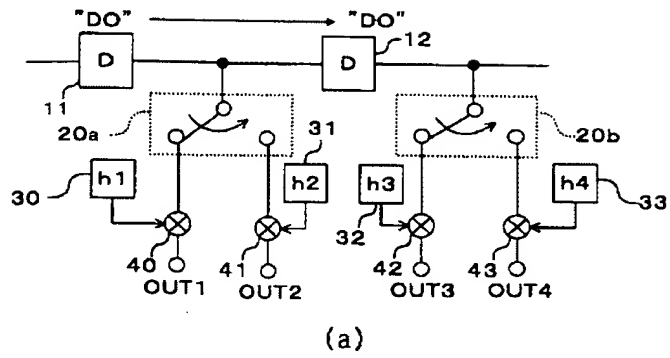 "DO" "DO"
12
D D
11
20a 31 20b
30 h1 h2 h3 h4 33
32
40 41 42 43
OUT1 OUT2 OUT3 OUT4
(a)